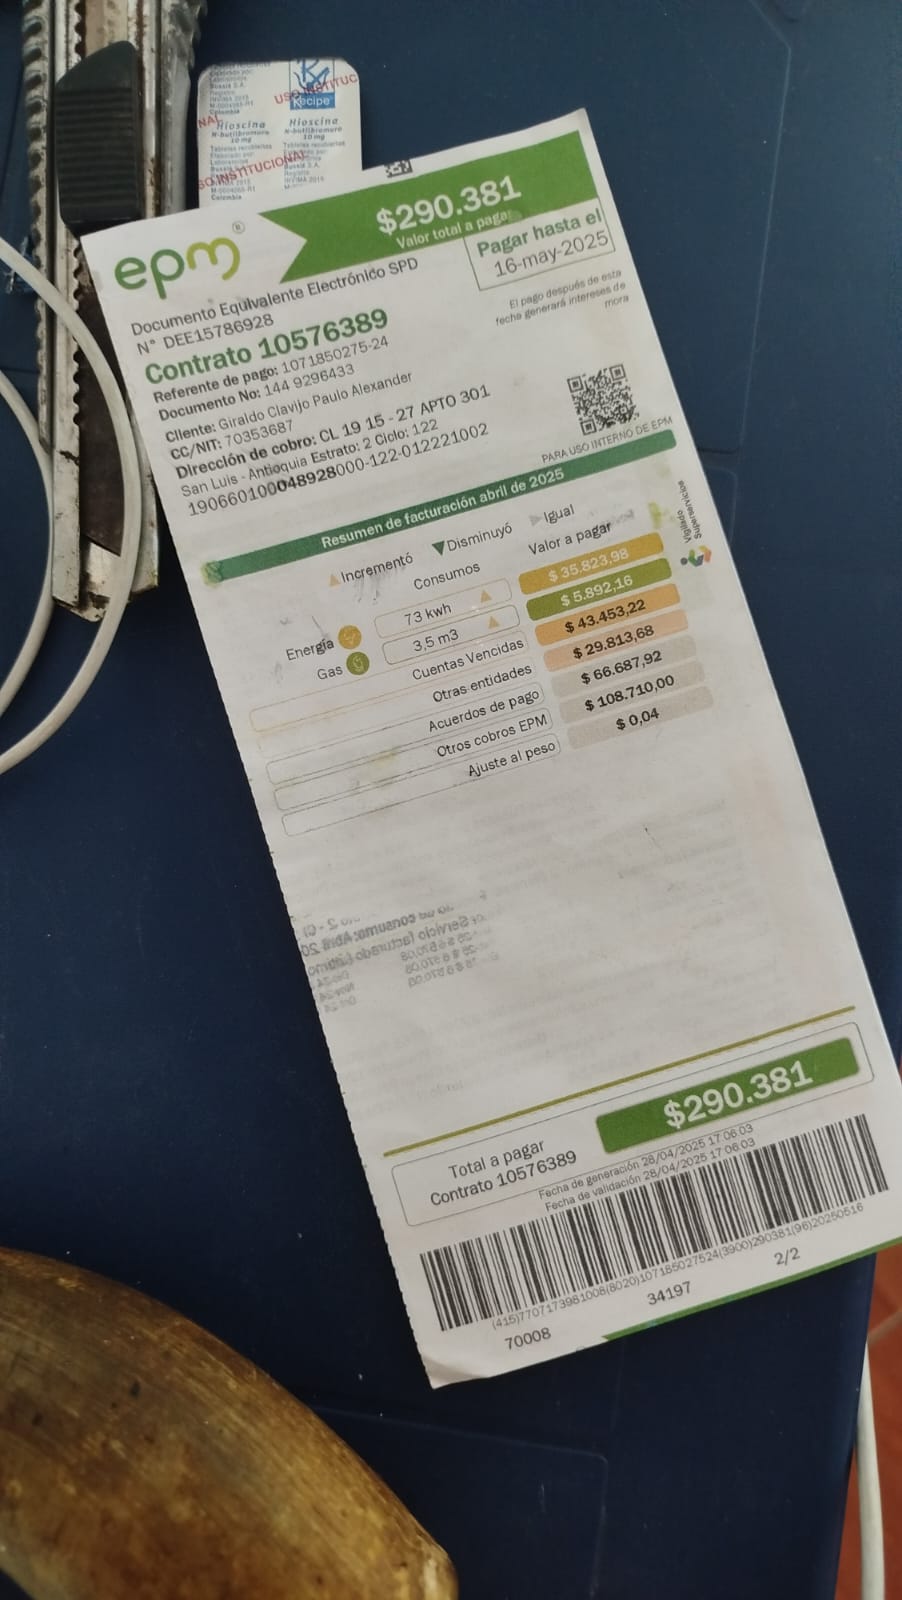 Recipe
USO INSTITUC
Hioscina
N-butilbromuro
10 mg
Hioscina
N-butilbromuro
10 mg
USO INSTITUCIONAL
Colombia
epm®
$290.381
Valor total a pagar
Pagar hasta el
16-may-2025
El pago después de esta
fecha generará intereses de
mora
Documento Equivalente Electrónico SPD
N° DEE15786928
Contrato 10576389
Referente de pago: 1071850275-24
Documento No: 144 9296433
Cliente: Giraldo Clavijo Paulo Alexander
CC/NIT: 70353687
Dirección de cobro: CL 19 15 - 27 APTO 301
San Luis - Antioquia Estrato: 2 Ciclo: 122
190660100048928000-122-012221002
PARA USO INTERNO DE EPM
Resumen de facturación abril de 2025
Vigilado
Superservicios
Incrementó Disminuyó Igual
Consumos Valor a pagar
Energía 73 kwh $ 35.823,98
Gas 3,5 m3 $ 5.892,16
Cuentas Vencidas $ 43.453,22
Otras entidades $ 29.813,68
Acuerdos de pago $ 66.687,92
Otros cobros EPM $ 108.710,00
Ajuste al peso $ 0,04
Total a pagar
Contrato 10576389
$290.381
Fecha de generación 28/04/2025 17:06:03
Fecha de validación 28/04/2025 17:06:03
(415)7707173981008(8020)107185027524(3900)290381(96)20250516
70008 34197 2/2